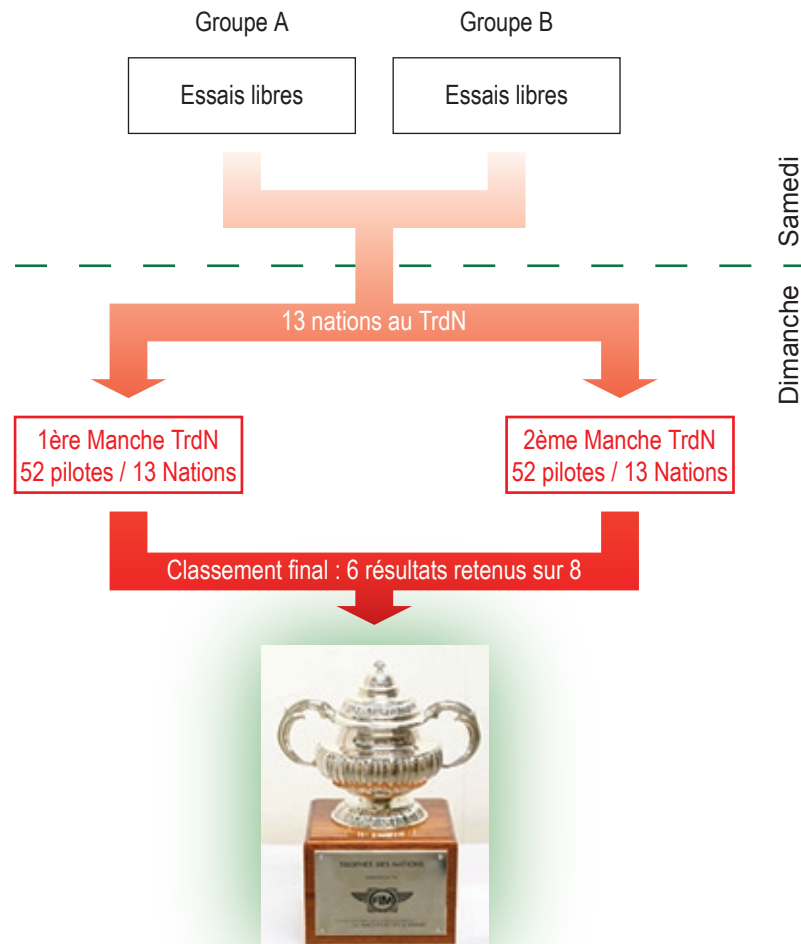 Groupe A
Groupe B
Essais libres
Essais libres
Samedi
Dimanche
13 nations au TrdN
1ère Manche TrdN
52 pilotes / 13 Nations
2ème Manche TrdN
52 pilotes / 13 Nations
Classement final : 6 résultats retenus sur 8
TROPHEE DES NATIONS
FIM